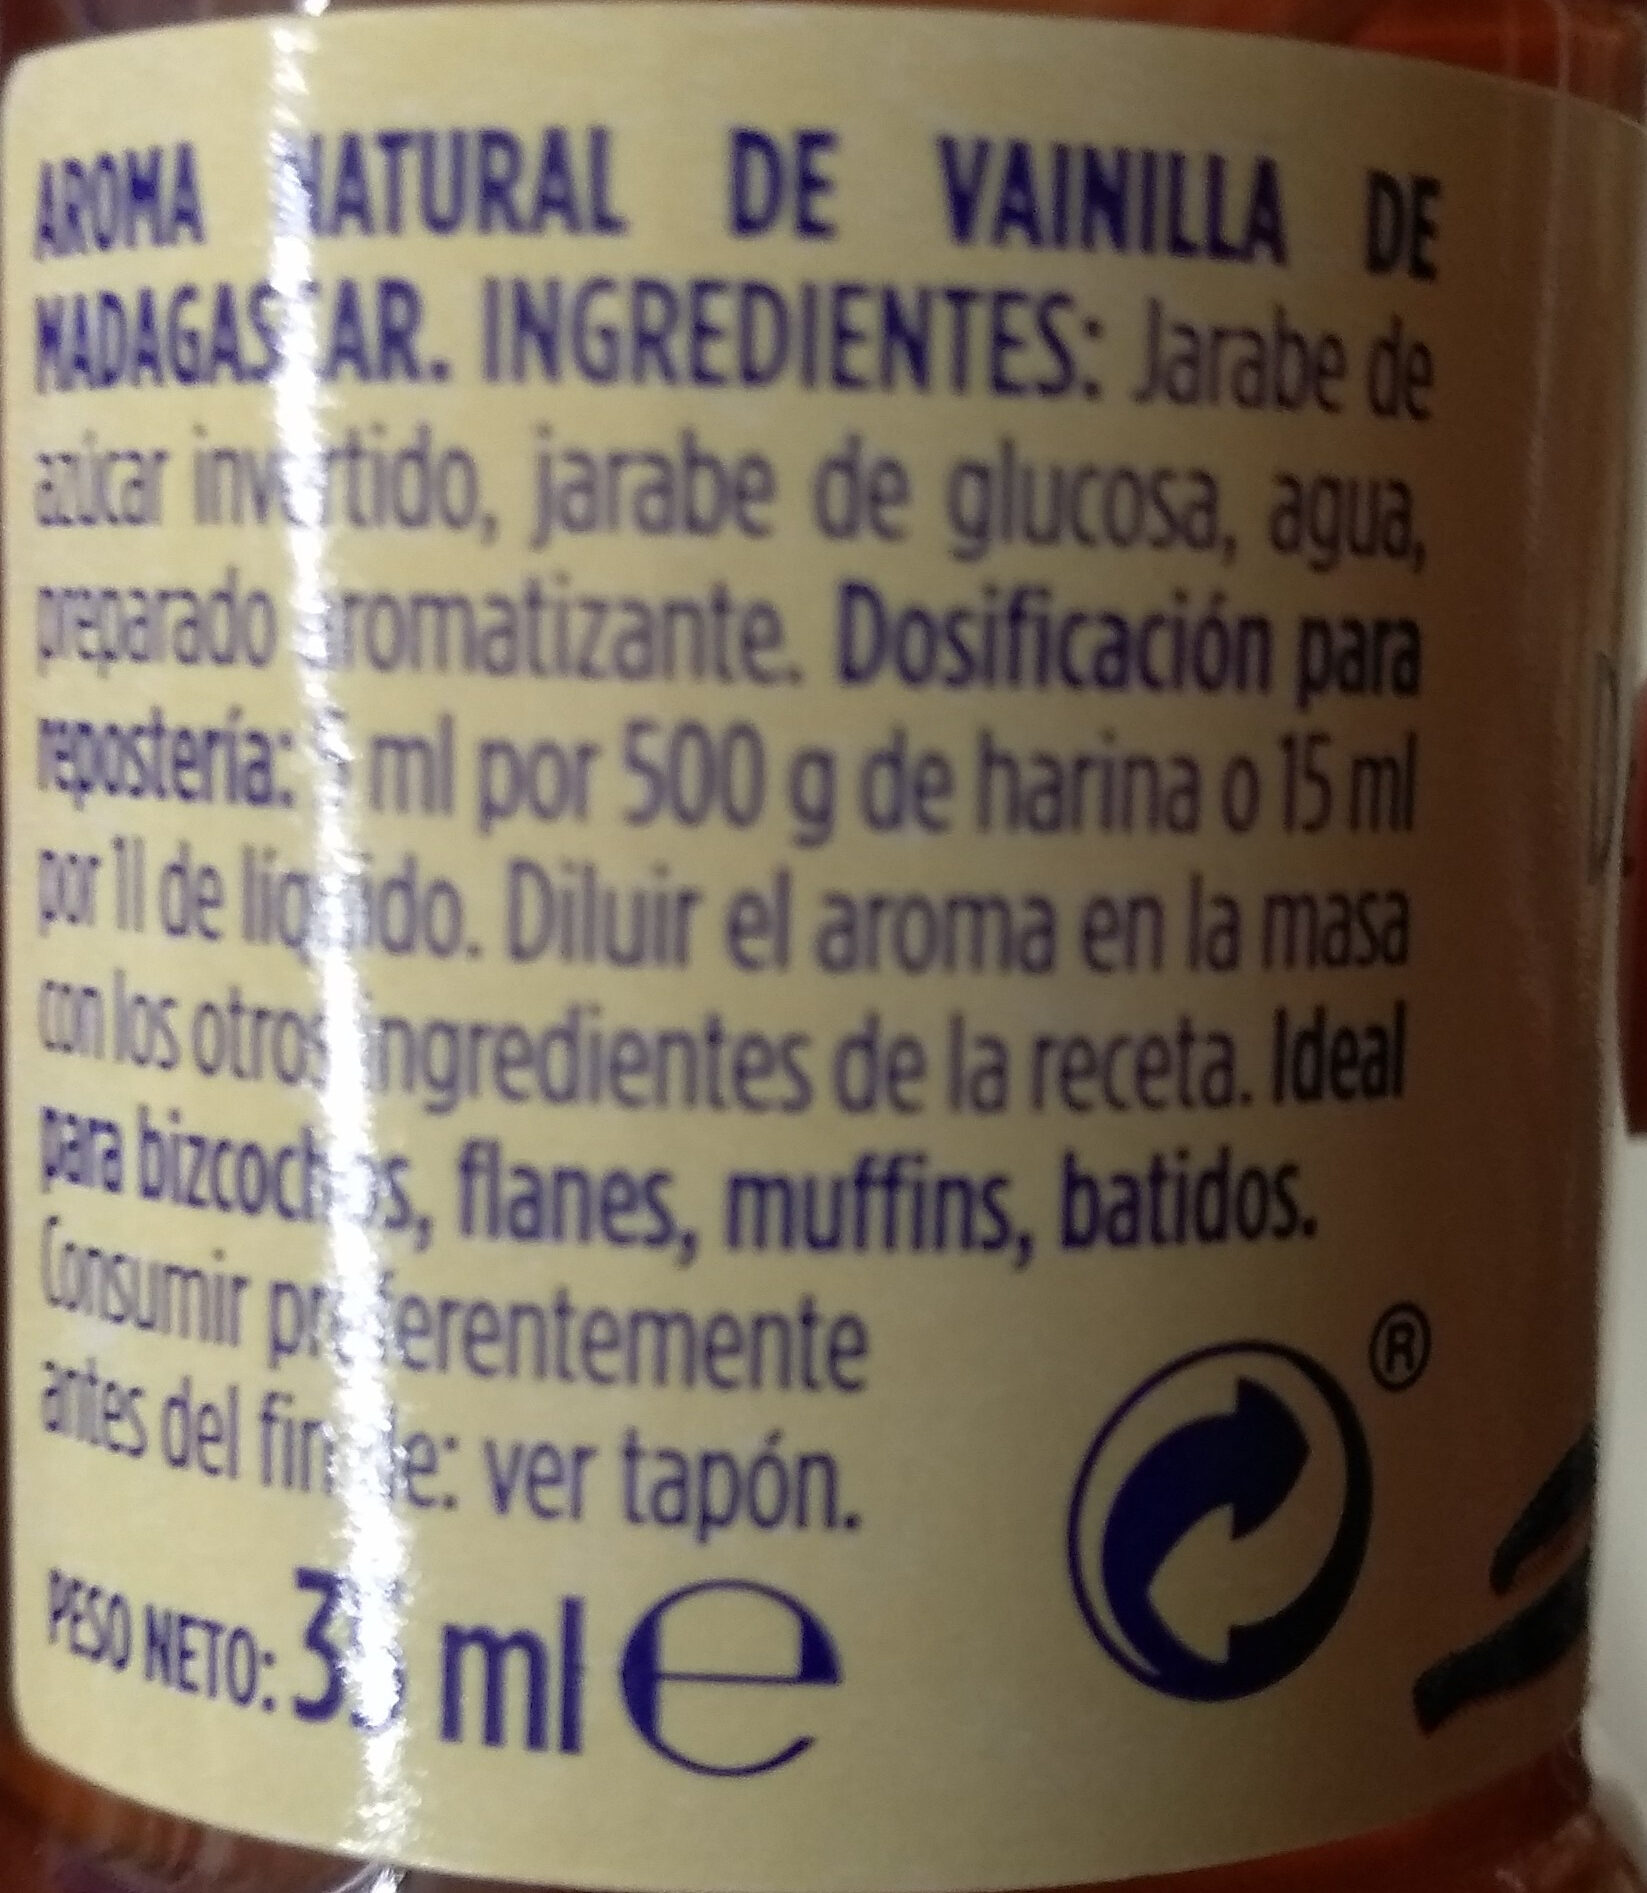 AROMA NATURAL DE VAINILLA DE
MADAGASCAR. INGREDIENTES: Jarabe de
azúcar invertido, jarabe de glucosa, agua,
preparado aromatizante. Dosificación para
repostería: ml por 500 g de harina o 15 ml
por 1l de líquido. Diluir el aroma en la masa
con los otros ingredientes de la receta. Ideal
para bizcochos, flanes, muffins, batidos.
Consumir preferentemente
antes del fin de: ver tapón.
PESO NETO: ml e
®